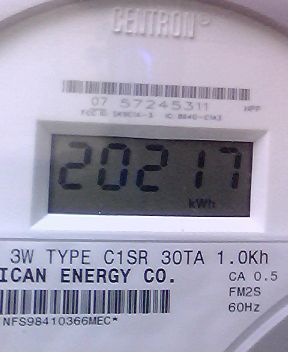 CENTRON®
07 57245311 HPP
20217
kWh
3W TYPE C1SR 30TA 1.0Kh
ICAN ENERGY CO.
CA 0.5
FM2S
60Hz
NFS98410366MEC*